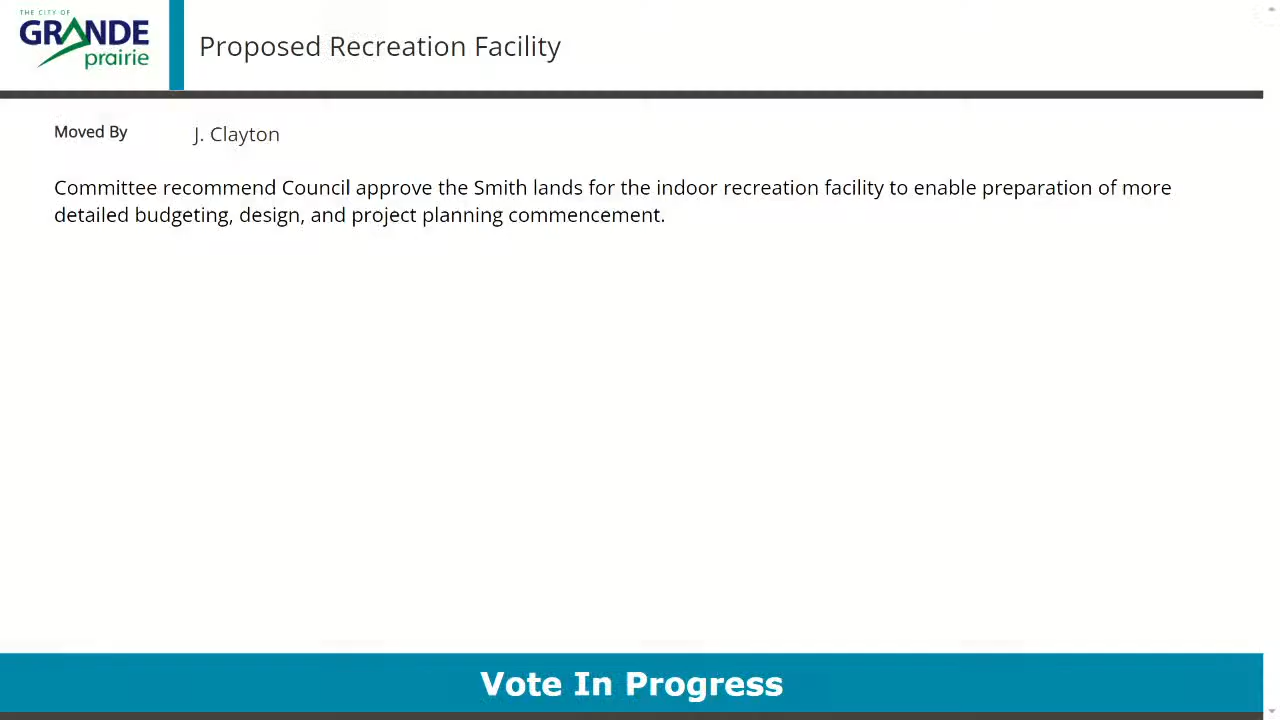 THE CITY OF
GRANDE
prairie
Proposed Recreation Facility
Moved By J. Clayton
Committee recommend Council approve the Smith lands for the indoor recreation facility to enable preparation of more
detailed budgeting, design, and project planning commencement.
Vote In Progress